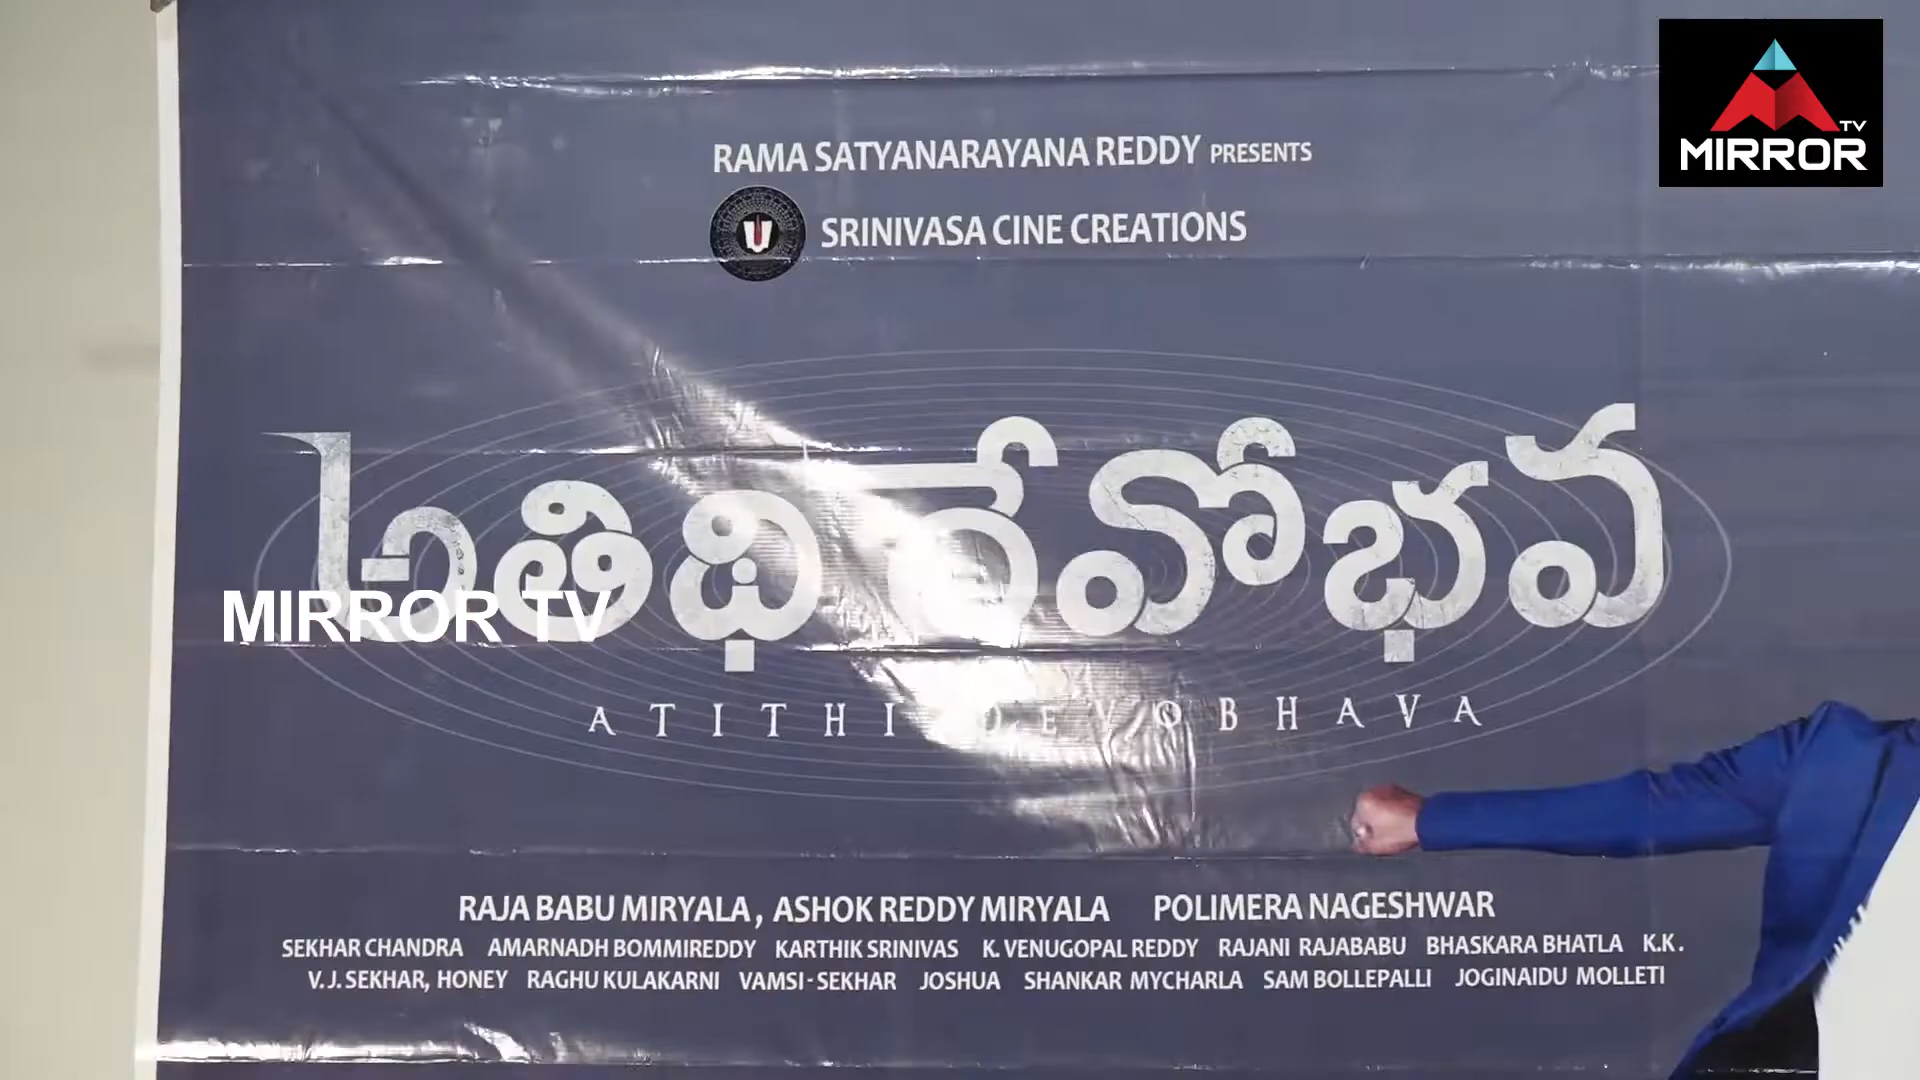 RAMA SATYANARAYANA REDDY PRESENTS
SRINIVASA CINE CREATIONS
MIRROR TV
అతిథి దేవోభవ
MIRROR TV
ATITHI DEVOBHAVA
RAJA BABU MIRYALA, ASHOK REDDY MIRYALA POLIMERA NAGESHWAR
SEKHAR CHANDRA AMARNADH BOMMIREDDY KARTHIK SRINIVAS K. VENUGOPAL REDDY RAJANI RAJABABU BHASKARA BHATLA K.K.
V. J. SEKHAR, HONEY RAGHU KULAKARNI VAMSI-SEKHAR JOSHUA SHANKAR MYCHARLA SAM BOLLEPALLI JOGINAIDU MOLLETI